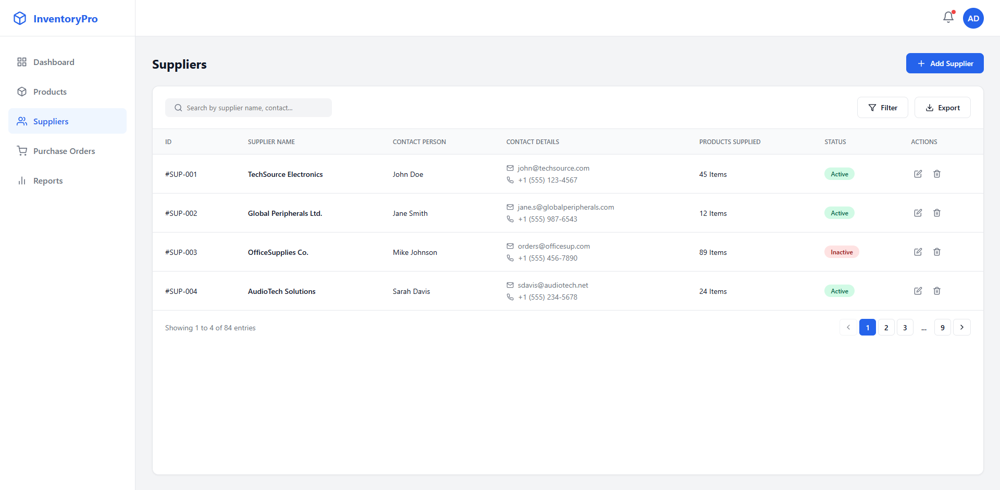 InventoryPro
AD
Dashboard
Products
Suppliers
Purchase Orders
Reports
Suppliers
Add Supplier
Search by supplier name, contact...
Filter
Export
ID SUPPLIER NAME CONTACT PERSON CONTACT DETAILS PRODUCTS SUPPLIED STATUS ACTIONS
#SUP-001 TechSource Electronics John Doe john@techsource.com +1 (555) 123-4567 45 Items Active
#SUP-002 Global Peripherals Ltd. Jane Smith jane.s@globalperipherals.com +1 (555) 987-6543 12 Items Active
#SUP-003 OfficeSupplies Co. Mike Johnson orders@officesup.com +1 (555) 456-7890 89 Items Inactive
#SUP-004 AudioTech Solutions Sarah Davis sdavis@audiotech.net +1 (555) 234-5678 24 Items Active
Showing 1 to 4 of 84 entries
1 2 3 ... 9